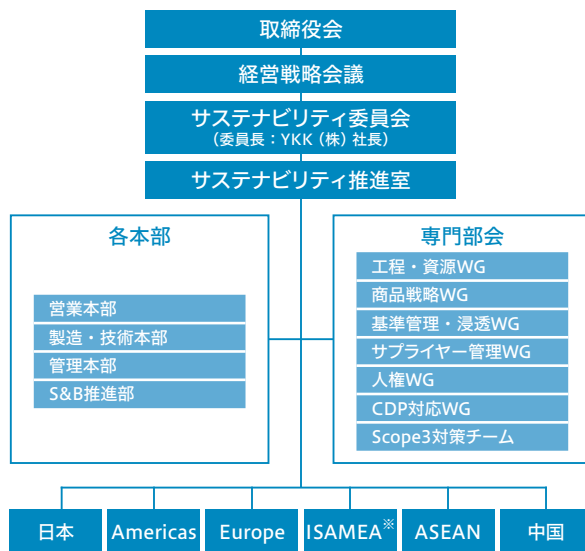 取締役会
経営戦略会議
サステナビリティ委員会
（委員長：YKK（株）社長）
サステナビリティ推進室
各本部
営業本部
製造・技術本部
管理本部
S&B推進部
専門部会
工程・資源WG
商品戦略WG
基準管理・浸透WG
サプライヤー管理WG
人権WG
CDP対応WG
Scope3対策チーム
日本
Americas
Europe
ISAMEA※
ASEAN
中国